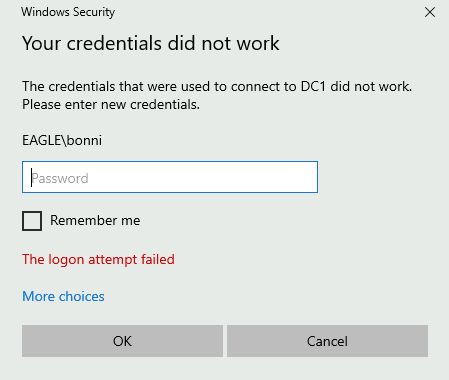 Windows Security
Your credentials did not work
The credentials that were used to connect to DC1 did not work.
Please enter new credentials.
EAGLE\bonni
Password
Remember me
The logon attempt failed
More choices
OK
Cancel